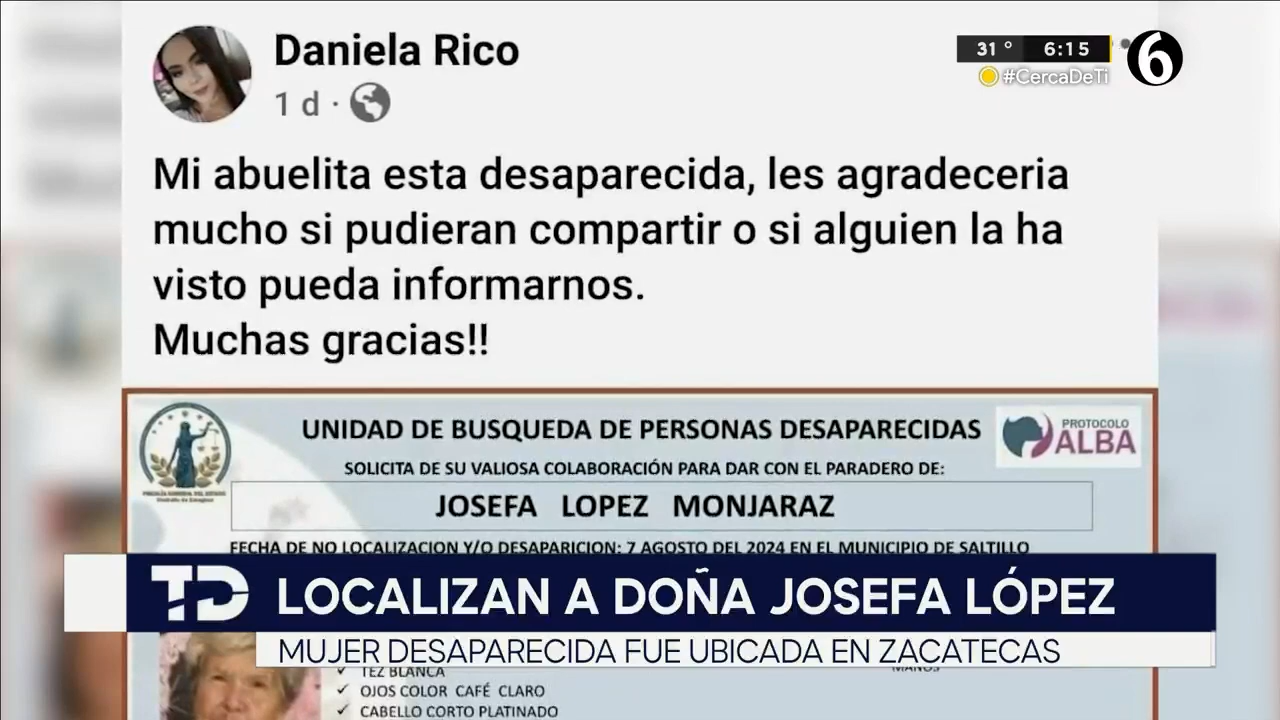 Daniela Rico
1 d ·
31 ° 6:15
#CercaDeTi
6
Mi abuelita esta desaparecida, les agradeceria
mucho si pudieran compartir o si alguien la ha
visto pueda informarnos.
Muchas gracias!!
UNIDAD DE BUSQUEDA DE PERSONAS DESAPARECIDAS
PROTOCOLO
ALBA
SOLICITA DE SU VALIOSA COLABORACIÓN PARA DAR CON EL PARADERO DE:
JOSEFA LOPEZ MONJARAZ
FECHA DE NO LOCALIZACION Y/O DESAPARICION: 7 AGOSTO DEL 2024 EN EL MUNICIPIO DE SALTILLO
TD LOCALIZAN A DOÑA JOSEFA LÓPEZ
MUJER DESAPARECIDA FUE UBICADA EN ZACATECAS
✓ TEZ BLANCA
✓ OJOS COLOR CAFÉ CLARO
✓ CABELLO CORTO PLATINADO